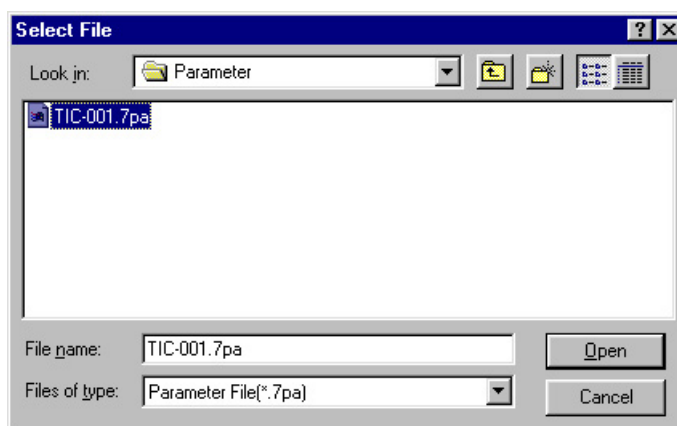 Select File
Look in: Parameter
TIC-001.7pa
File name: TIC-001.7pa Open
Files of type: Parameter File(*.7pa) Cancel